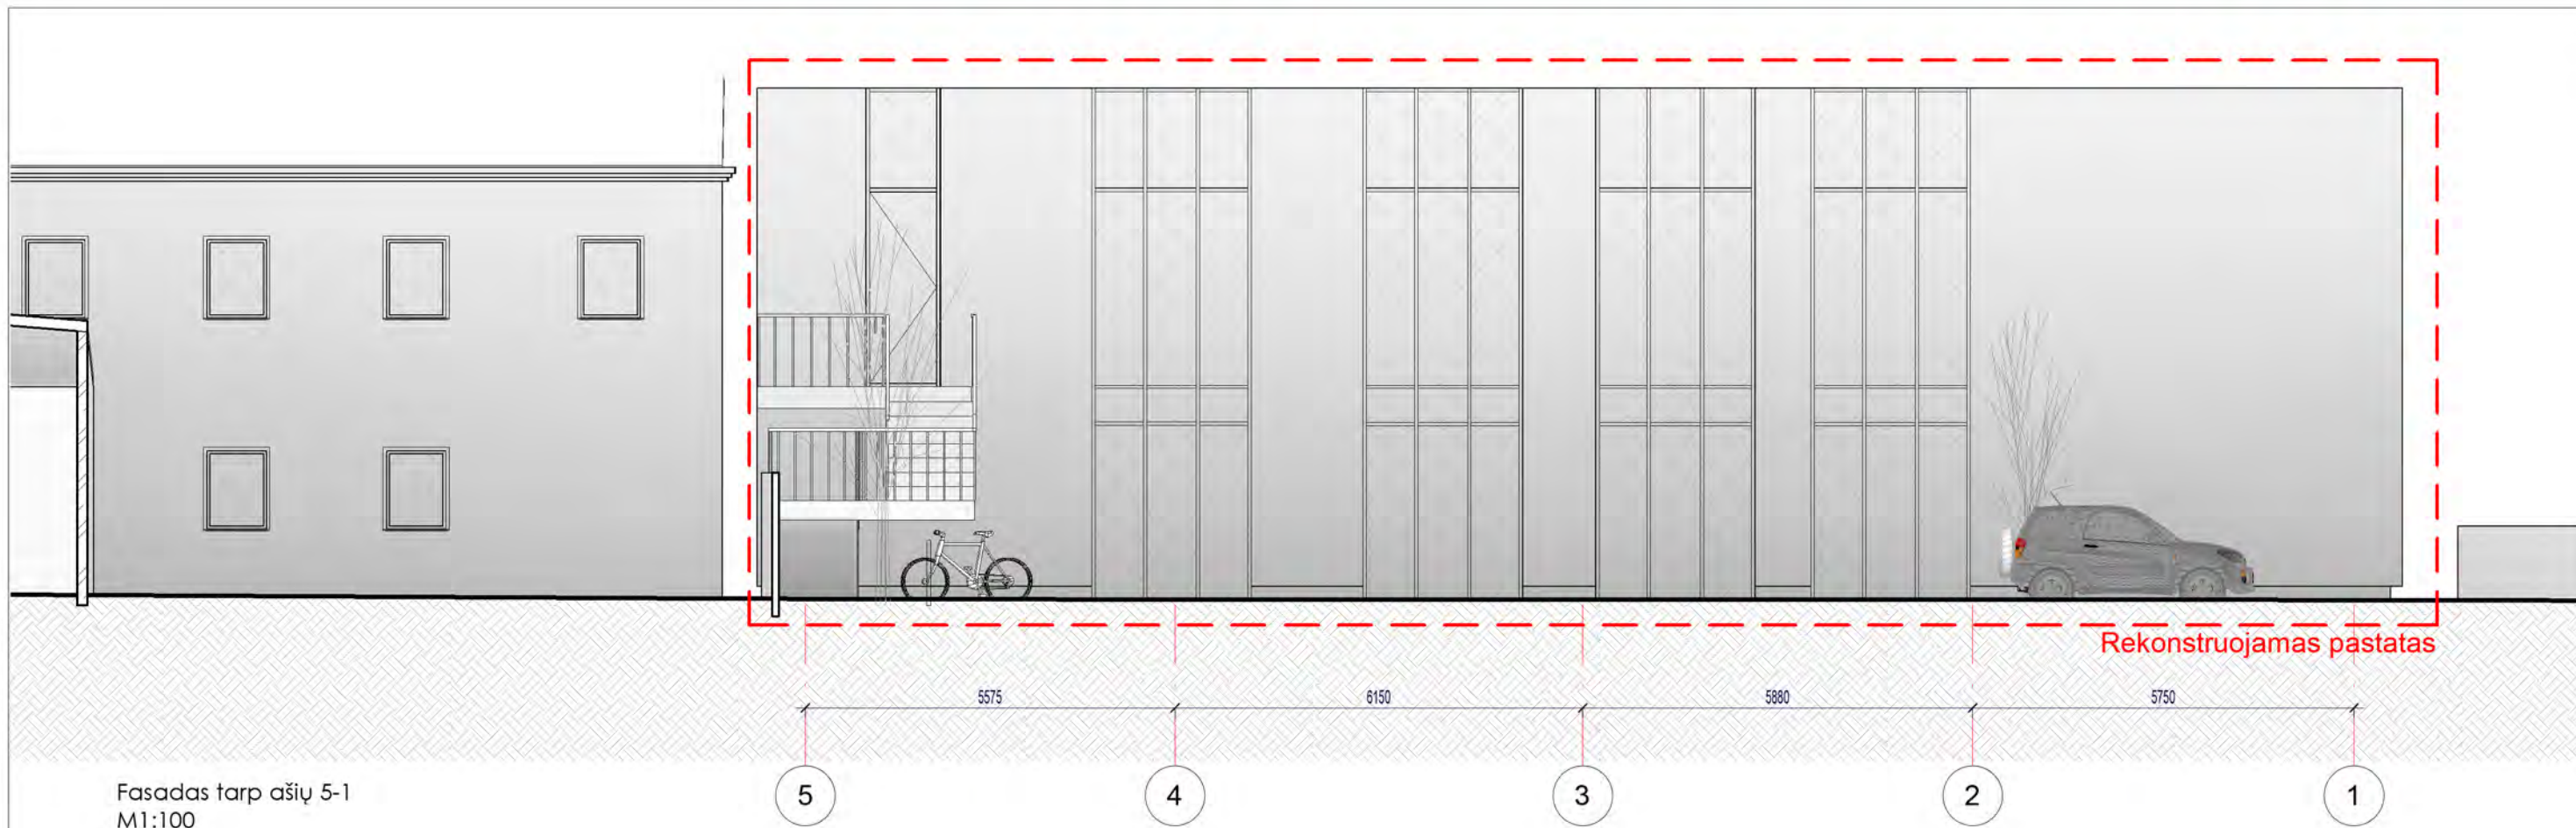 Rekonstruojamas pastatas
5575 6150 5880 5750
5 4 3 2 1
Fasadas tarp ašių 5-1
M1:100